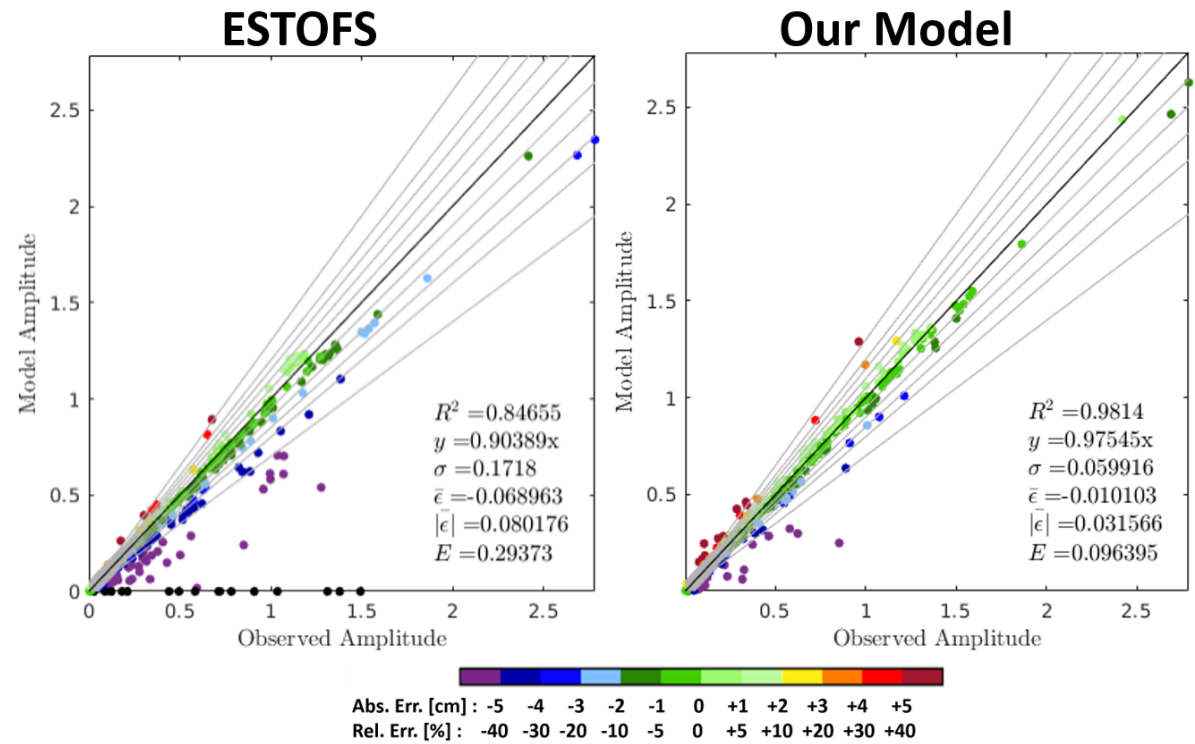 ESTOFS
Our Model
Model Amplitude
2.5
2
1.5
1
0.5
0
R² =0.84655
y =0.90389x
σ =0.1718
ε̄ =-0.068963
|ε̄| =0.080176
E =0.29373
0 0.5 1 1.5 2 2.5
Observed Amplitude
Model Amplitude
2.5
2
1.5
1
0.5
R² =0.9814
y =0.97545x
σ =0.059916
ε̄ =-0.010103
|ε̄| =0.031566
E =0.096395
0.5 1 1.5 2 2.5
Observed Amplitude
Abs. Err. [cm] : -5 -4 -3 -2 -1 0 +1 +2 +3 +4 +5
Rel. Err. [%] : -40 -30 -20 -10 -5 0 +5 +10 +20 +30 +40